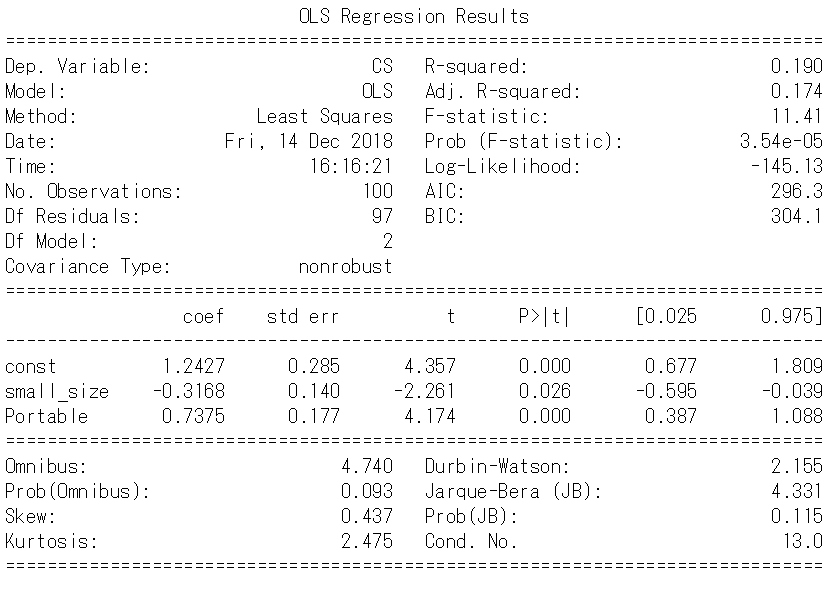 OLS Regression Results
==============================================================================
Dep. Variable:                     CS   R-squared:                       0.190
Model:                            OLS   Adj. R-squared:                  0.174
Method:                 Least Squares   F-statistic:                     11.41
Date:                Fri, 14 Dec 2018   Prob (F-statistic):           3.54e-05
Time:                        16:16:21   Log-Likelihood:                -145.13
No. Observations:                 100   AIC:                             296.3
Df Residuals:                      97   BIC:                             304.1
Df Model:                           2
Covariance Type:            nonrobust
==============================================================================
                 coef    std err          t      P>|t|      [0.025      0.975]
------------------------------------------------------------------------------
const          1.2427      0.285      4.357      0.000       0.677       1.809
small_size    -0.3168      0.140     -2.261      0.026      -0.595      -0.039
Portable       0.7375      0.177      4.174      0.000       0.387       1.088
==============================================================================
Omnibus:                        4.740   Durbin-Watson:                   2.155
Prob(Omnibus):                  0.093   Jarque-Bera (JB):                4.331
Skew:                           0.437   Prob(JB):                        0.115
Kurtosis:                       2.475   Cond. No.                         13.0
==============================================================================